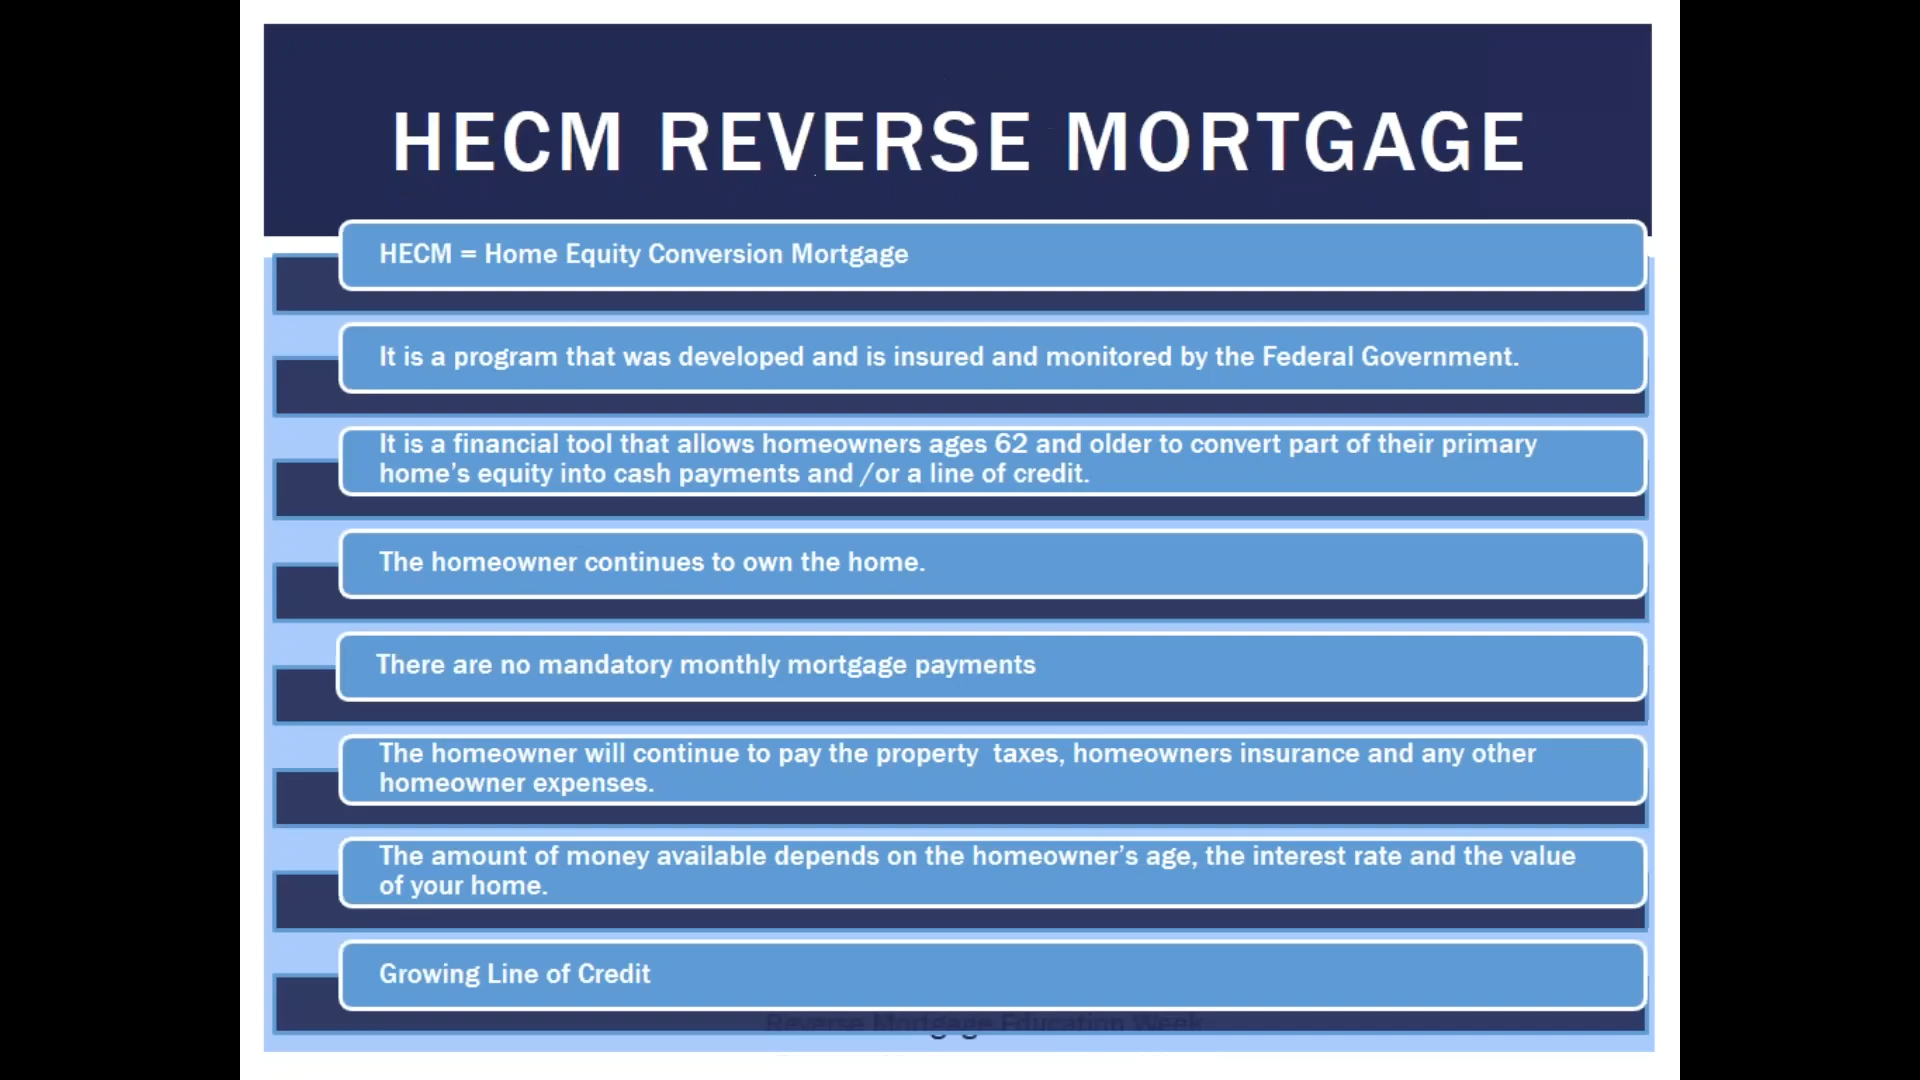 HECM REVERSE MORTGAGE
HECM = Home Equity Conversion Mortgage
It is a program that was developed and is insured and monitored by the Federal Government.
It is a financial tool that allows homeowners ages 62 and older to convert part of their primary
home’s equity into cash payments and /or a line of credit.
The homeowner continues to own the home.
There are no mandatory monthly mortgage payments
The homeowner will continue to pay the property  taxes, homeowners insurance and any other
homeowner expenses.
The amount of money available depends on the homeowner’s age, the interest rate and the value
of your home.
Growing Line of Credit
Reverse Mortgage Education Week